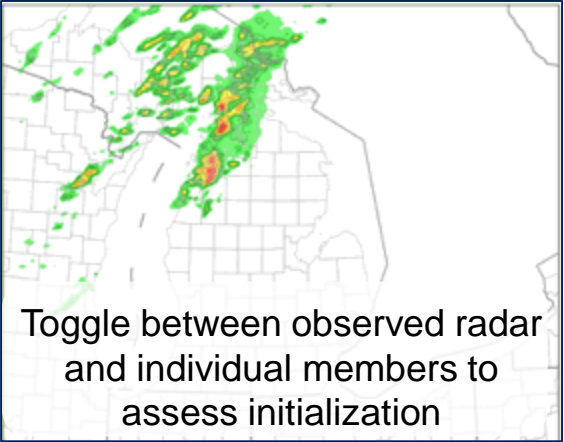 Toggle between observed radar
and individual members to
assess initialization